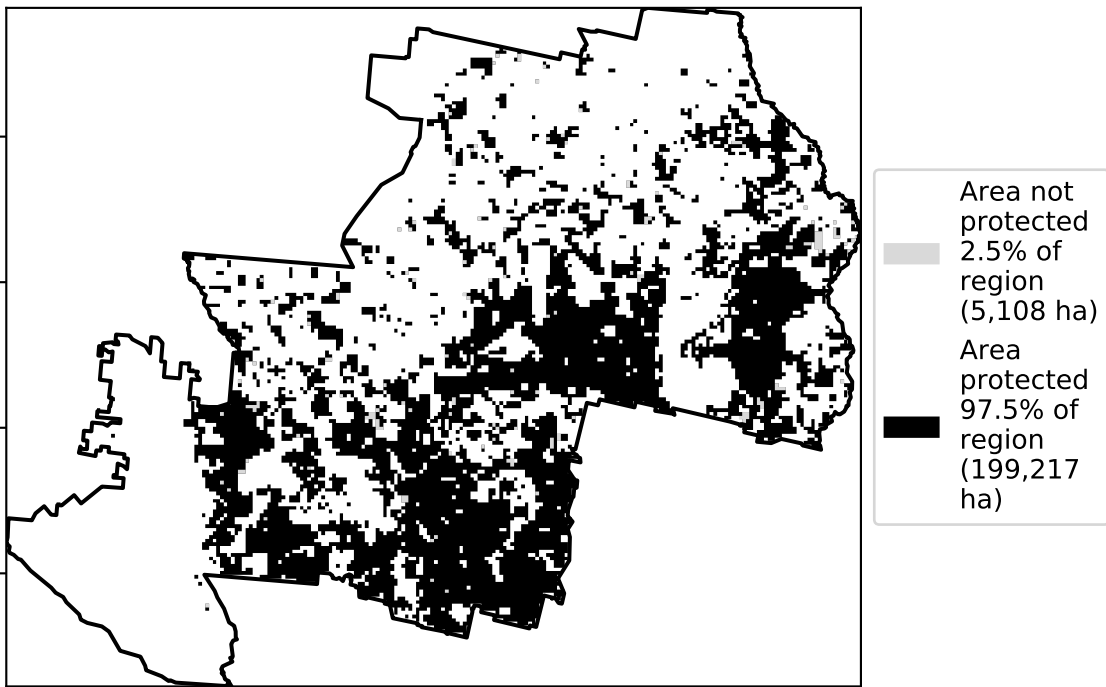 Area not
protected
2.5% of
region
(5,108 ha)
Area
protected
97.5% of
region
(199,217
ha)